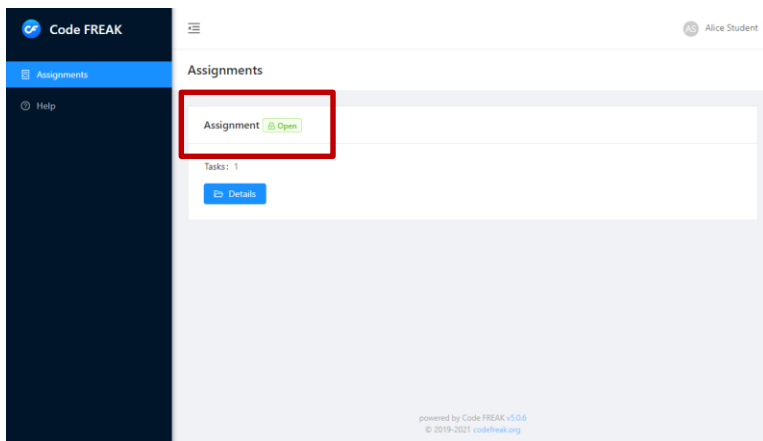 Code FREAK
AS Alice Student
Assignments
Help
Assignments
Assignment Open
Tasks: 1
Details
powered by Code FREAK v5.0.6
© 2019-2021 codefreak.org